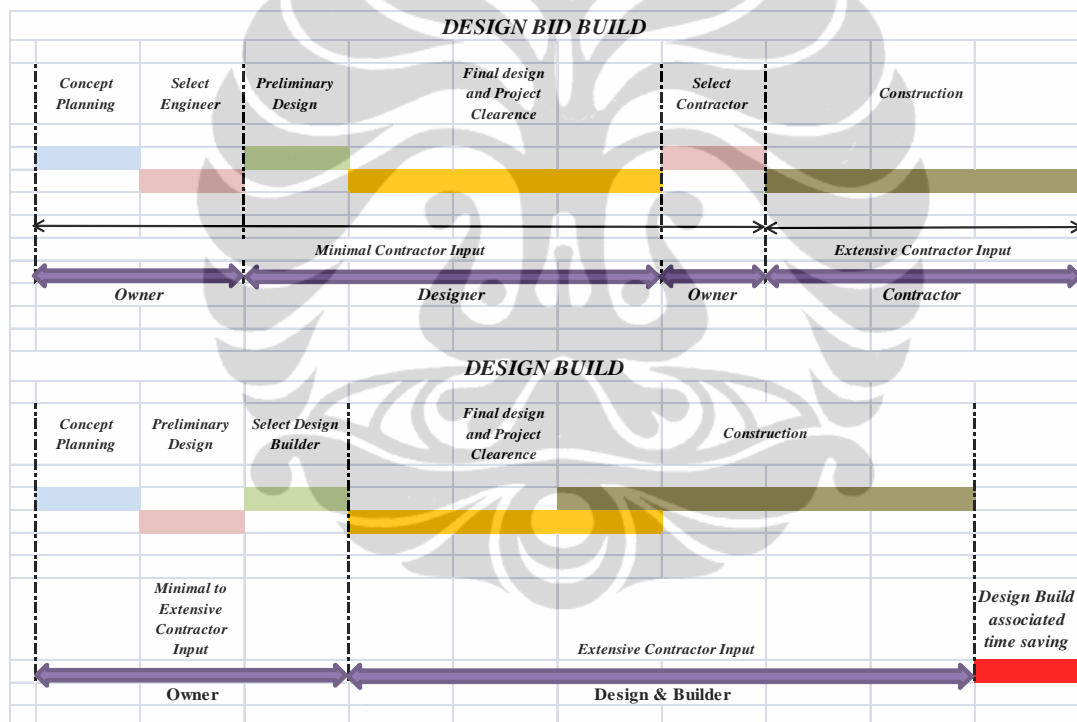 DESIGN BID BUILD
Concept
Planning
Select
Engineer
Preliminary
Design
Final design
and Project
Clearence
Select
Contractor
Construction
Minimal Contractor Input
Extensive Contractor Input
Owner
Designer
Owner
Contractor
DESIGN BUILD
Concept
Planning
Preliminary
Design
Select Design
Builder
Final design
and Project
Clearence
Construction
Minimal to
Extensive
Contractor
Input
Extensive Contractor Input
Design Build
associated
time saving
Owner
Design & Builder